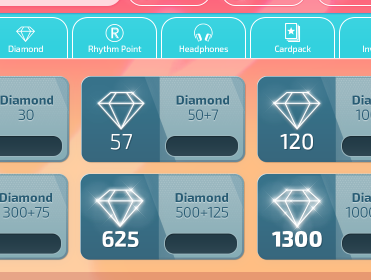 Diamond
Rhythm Point
Headphones
Cardpack
Diamond
30
57
Diamond
50+7
120
Diamond
300+75
625
Diamond
500+125
1300